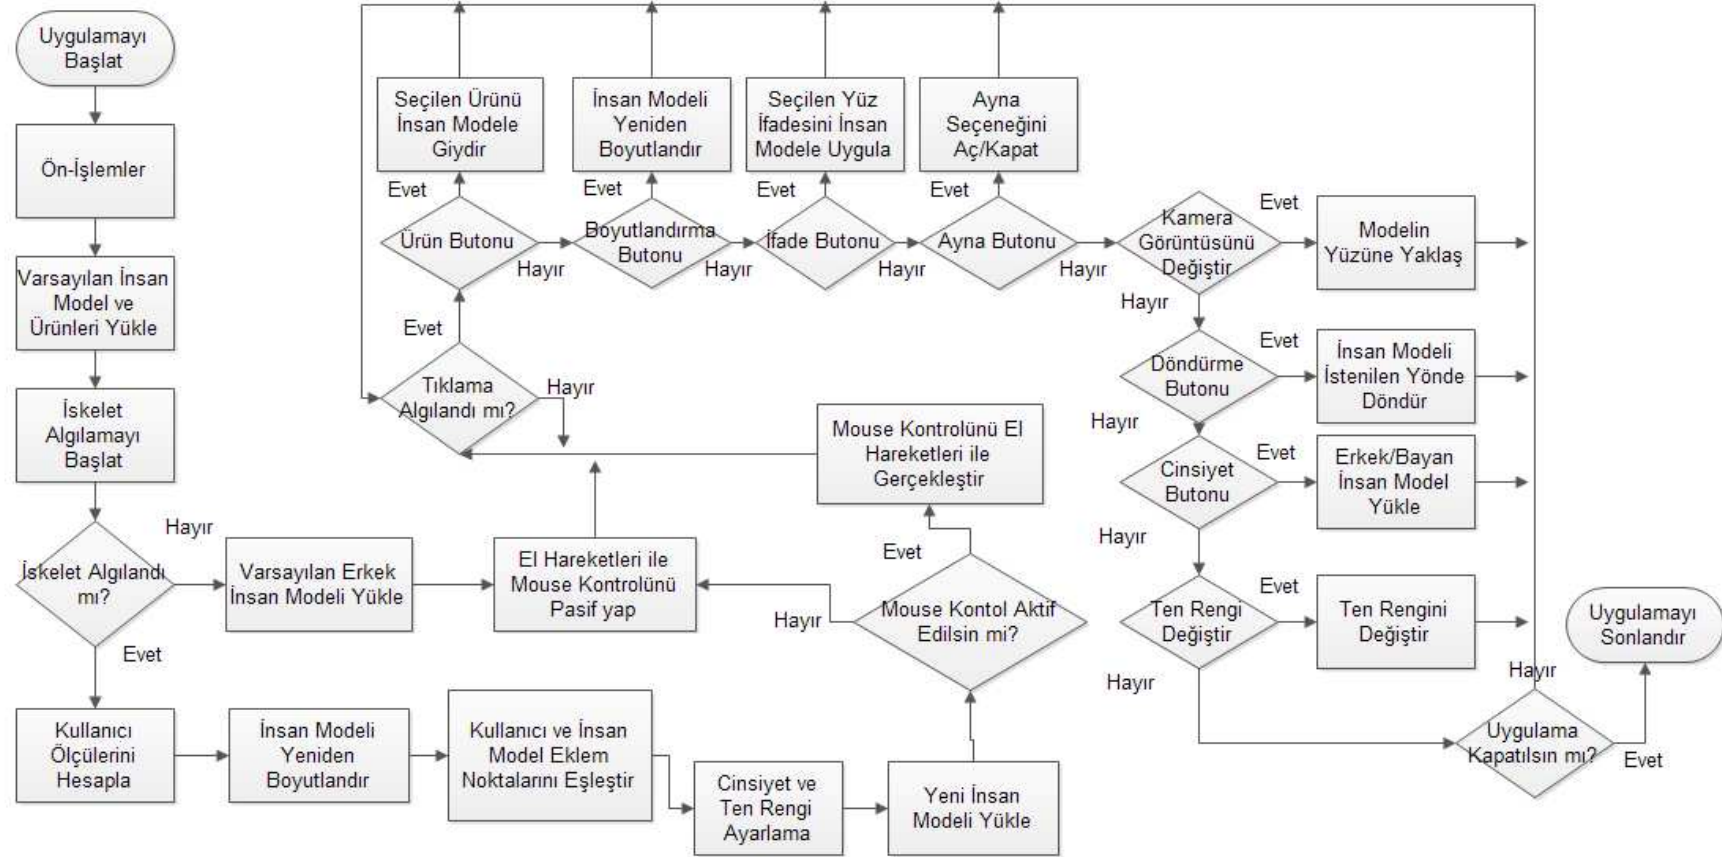 Uygulamayı
Başlat
Ön-İşlemler
Varsayılan İnsan
Model ve
Ürünleri Yükle
İskelet
Algılamayı
Başlat
İskelet Algılandı
mı?
Hayır
Evet
Varsayılan Erkek
İnsan Modeli Yükle
El Hareketleri ile
Mouse Kontrolünü
Pasif yap
Kullanıcı
Ölçülerini
Hesapla
İnsan Modeli
Yeniden
Boyutlandır
Kullanıcı ve İnsan
Model Eklem
Noktalarını Eşleştir
Cinsiyet ve
Ten Rengi
Ayarlama
Yeni İnsan
Modeli Yükle
Mouse Kontol Aktif
Edilsin mi?
Hayır
Evet
Mouse Kontrolünü El
Hareketleri ile
Gerçekleştir
Tıklama
Algılandı mı?
Hayır
Evet
Ürün Butonu
Evet
Hayır
Seçilen Ürünü
İnsan Modele
Giydir
Boyutlandırma
Butonu
Evet
Hayır
İnsan Modeli
Yeniden
Boyutlandır
İfade Butonu
Evet
Hayır
Seçilen Yüz
İfadesini İnsan
Modele Uygula
Ayna Butonu
Evet
Hayır
Ayna
Seçeneğini
Aç/Kapat
Kamera
Görüntüsünü
Değiştir
Evet
Hayır
Modelin
Yüzüne Yaklaş
Döndürme
Butonu
Evet
Hayır
İnsan Modeli
İstenilen Yönde
Döndür
Cinsiyet
Butonu
Evet
Hayır
Erkek/Bayan
İnsan Model
Yükle
Ten Rengi
Değiştir
Evet
Hayır
Ten Rengini
Değiştir
Uygulama
Kapatılsın mı?
Hayır
Evet
Uygulamayı
Sonlandır